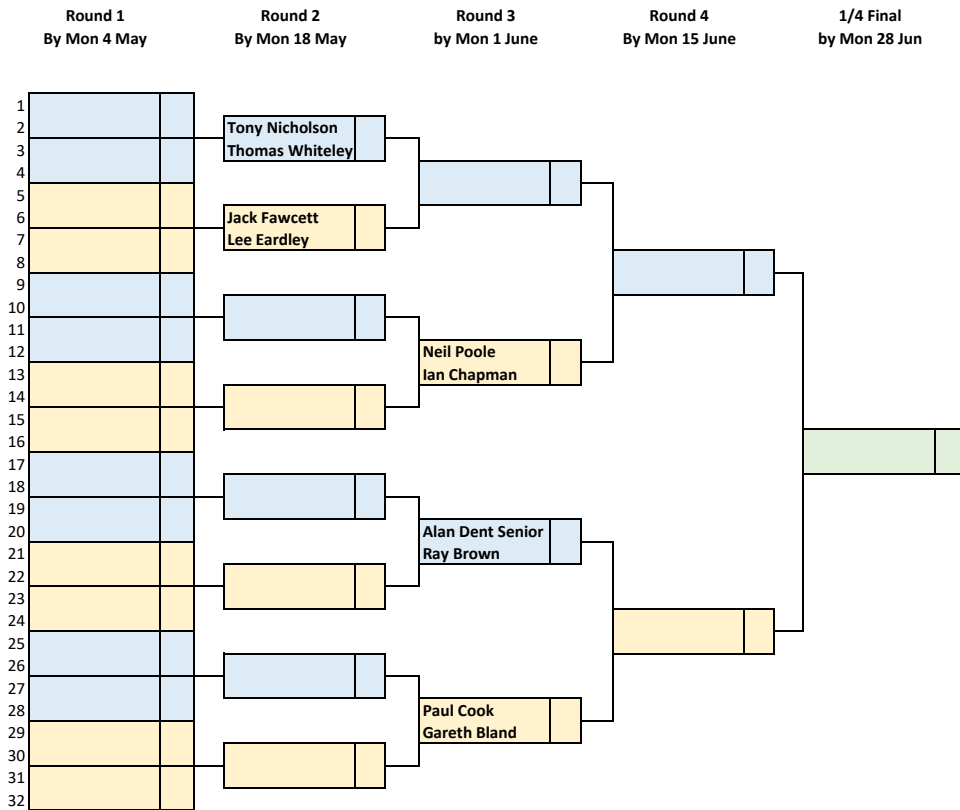 Round 1
By Mon 4 May
Round 2
By Mon 18 May
Round 3
by Mon 1 June
Round 4
By Mon 15 June
1/4 Final
by Mon 28 Jun
1
2
3
4
5
6
7
8
9
10
11
12
13
14
15
16
17
18
19
20
21
22
23
24
25
26
27
28
29
30
31
32
Tony Nicholson
Thomas Whiteley
Jack Fawcett
Lee Eardley
Neil Poole
Ian Chapman
Alan Dent Senior
Ray Brown
Paul Cook
Gareth Bland